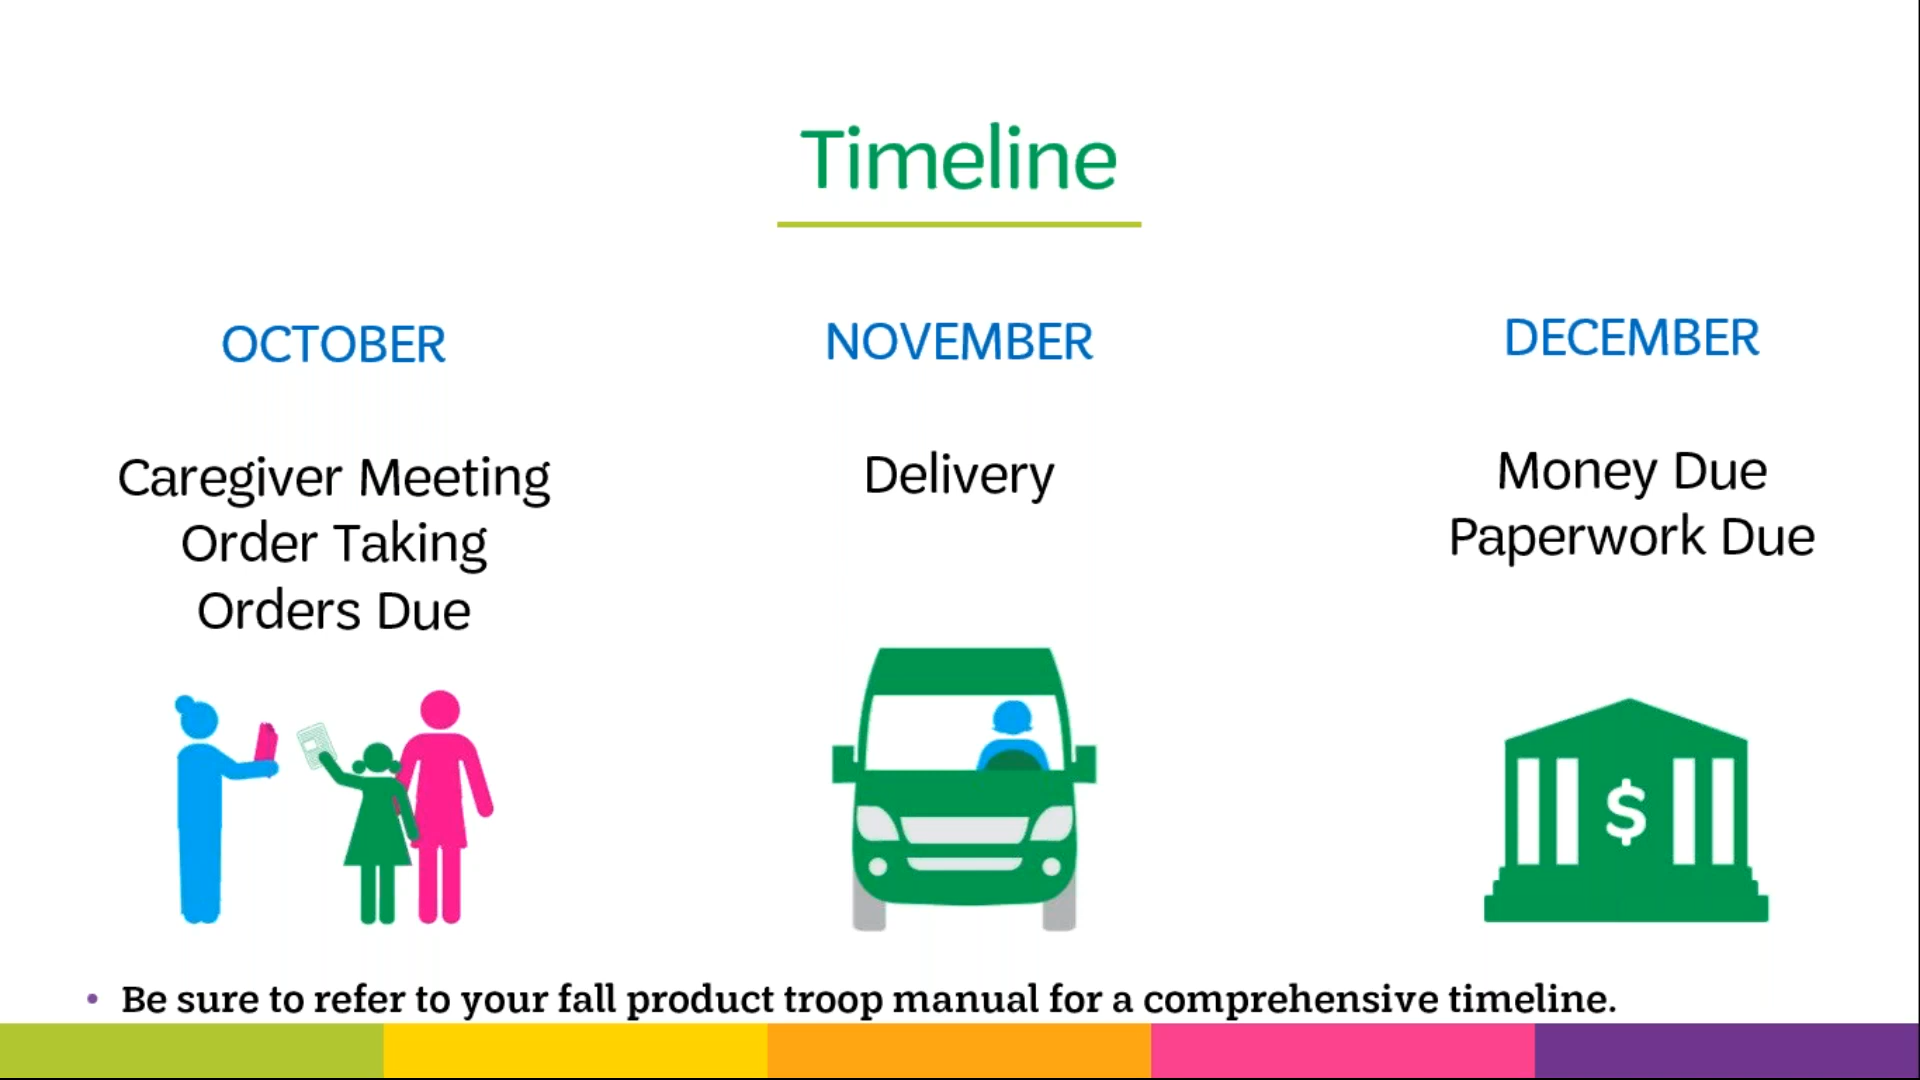 Timeline
OCTOBER
Caregiver Meeting
Order Taking
Orders Due
NOVEMBER
Delivery
DECEMBER
Money Due
Paperwork Due
$
• Be sure to refer to your fall product troop manual for a comprehensive timeline.